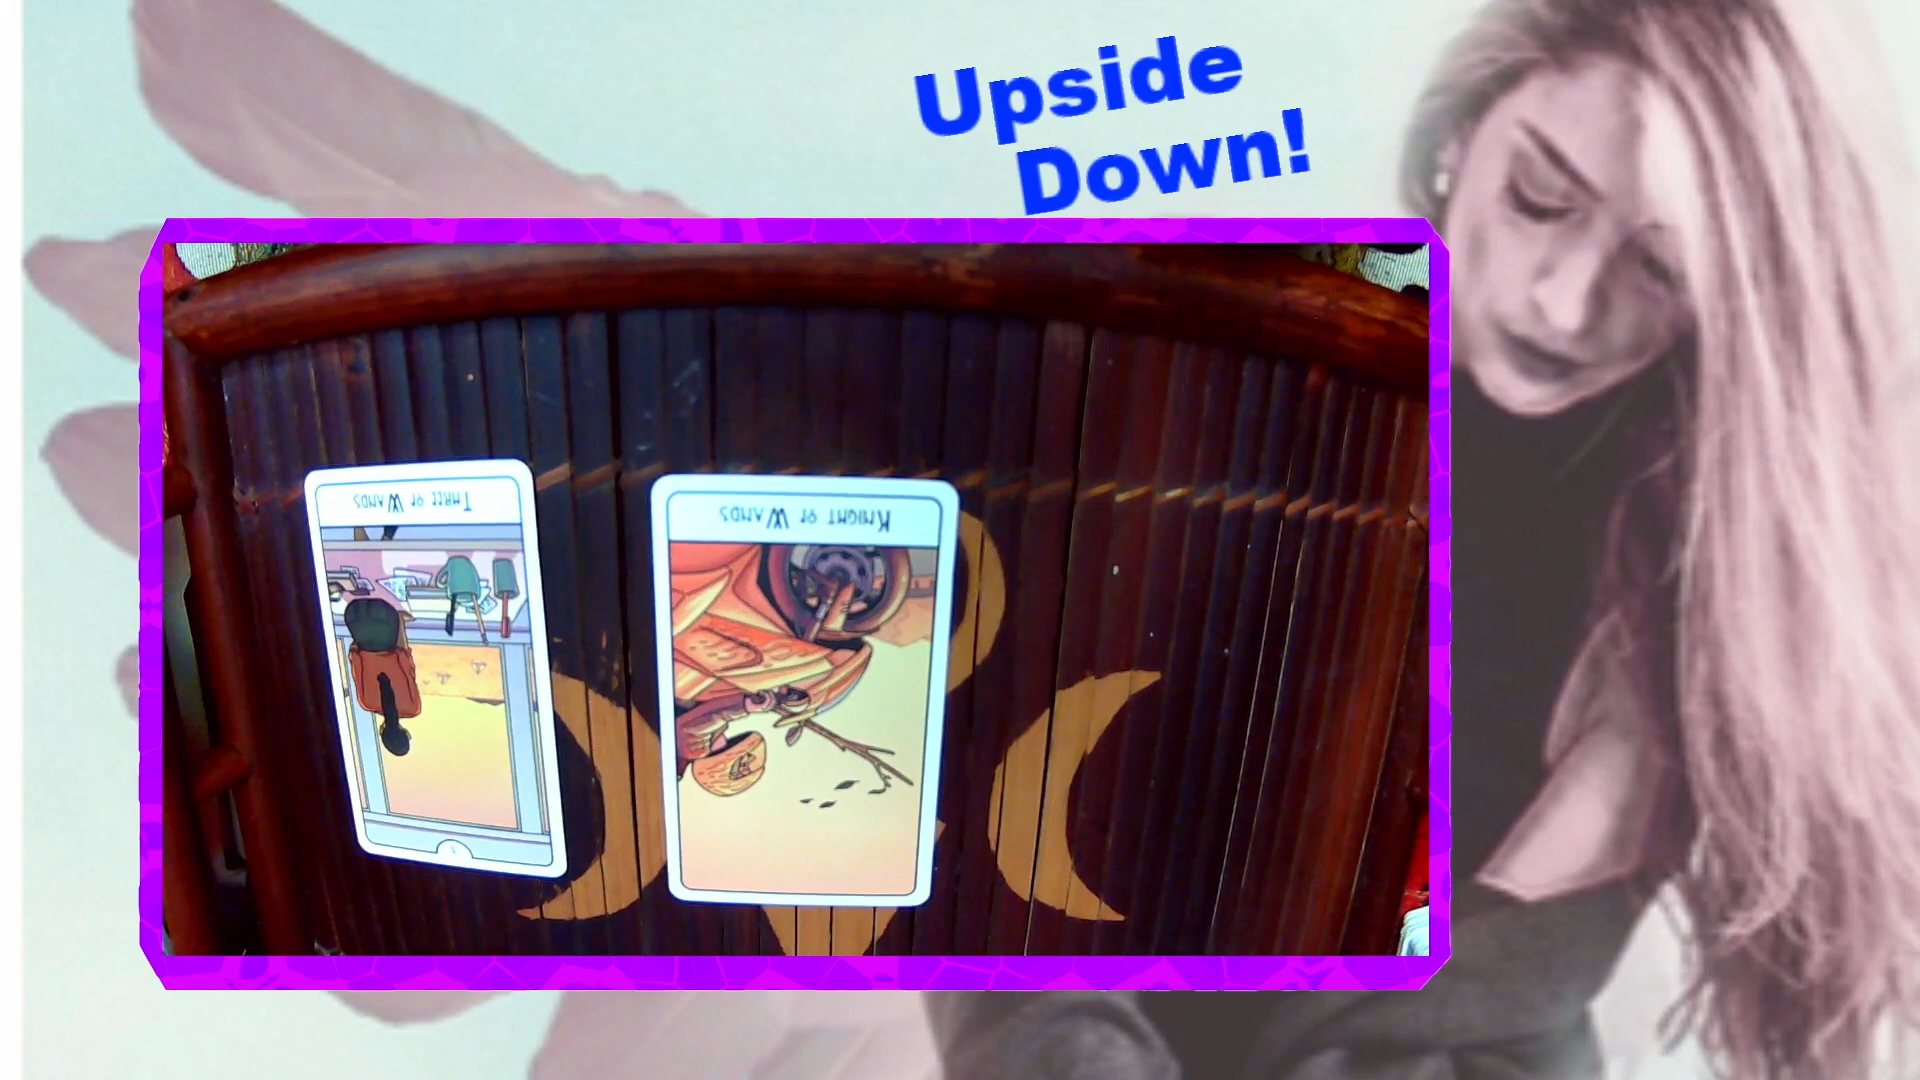 Upside
Down!
Three of Wands
Knight of Wands